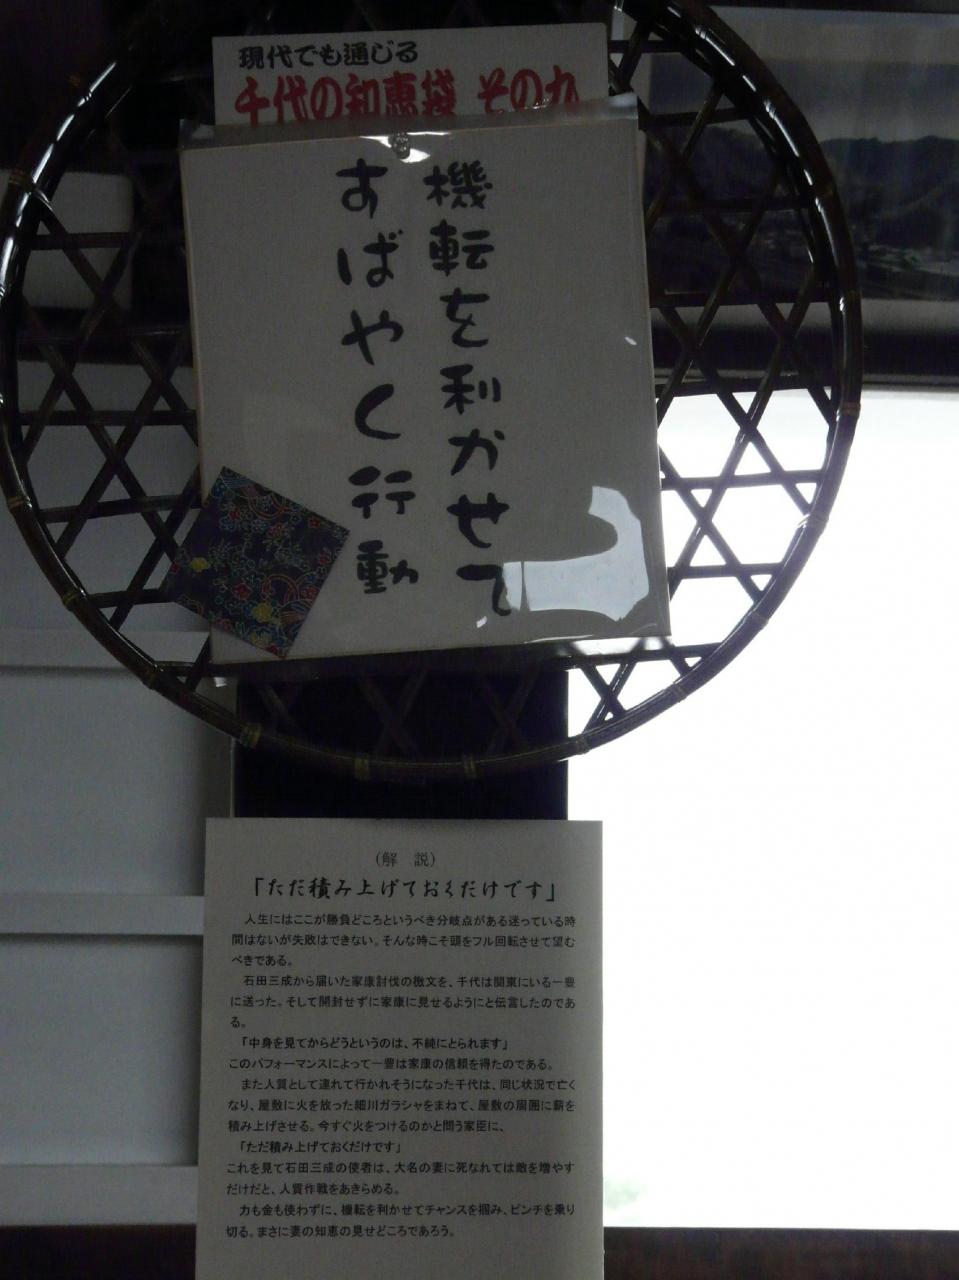 現代でも通じる
千代の知恵袋 その九
機転を利かせて
すばやく行動
(解 説)
「ただ積み上げておくだけです」
人生にはここが勝負どころというべき分岐点がある迷っている時
間はないが失敗はできない。そんな時こそ頭をフル回転させて望む
べきである。
石田三成から届いた家康討伐の檄文を、千代は関東にいる一豊
に送った。そして開封せずに家康に見せるようにと伝言したのであ
る。
「中身を見てからどうというのは、不純にとられます」
このパフォーマンスによって一豊は家康の信頼を得たのである。
また人質として連れて行かれそうになった千代は、同じ状況で亡く
なり、屋敷に火を放った細川ガラシャをまねて、屋敷の周囲に薪を
積み上げさせる。今すぐ火をつけるのかと問う家臣に、
「ただ積み上げておくだけです」
これを見て石田三成の使者は、大名の妻に死なれては敵を増やす
だけだと、人質作戦をあきらめる。
力も金も使わずに、機転を利かせてチャンスを掴み、ピンチを乗り
切る。まさに妻の知恵の見せどころであろう。